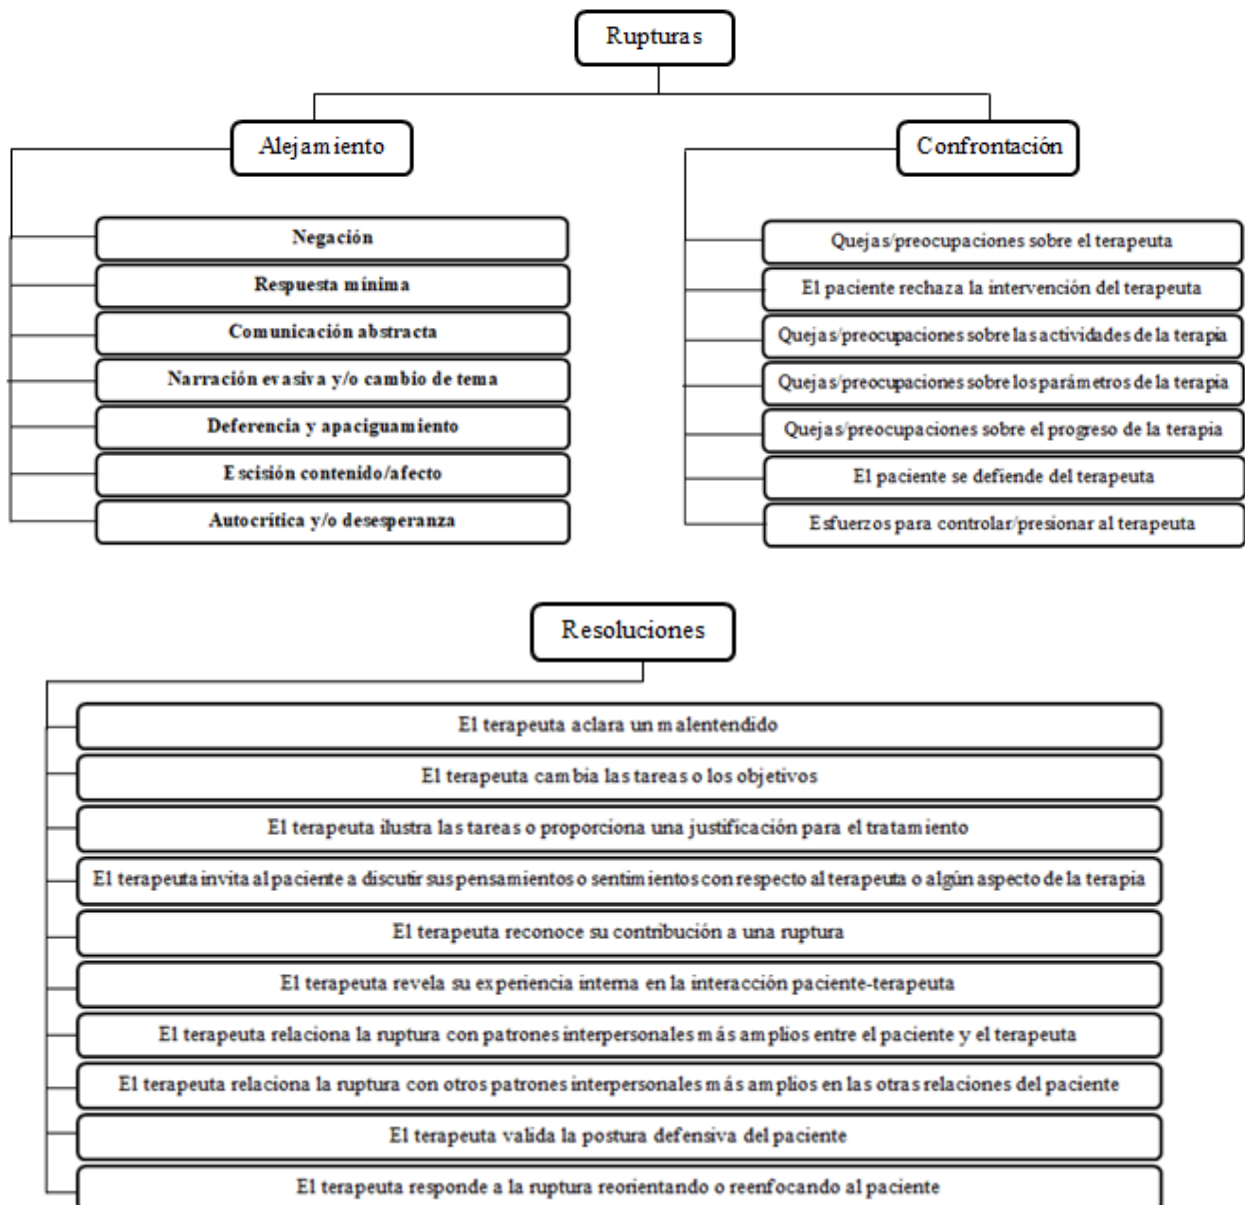 Rupturas
Alejamiento
Confrontación
Negación
Respuesta mínima
Comunicación abstracta
Narración evasiva y/o cambio de tema
Deferencia y apaciguamiento
Escisión contenido/afecto
Autocrítica y/o desesperanza
Quejas/preocupaciones sobre el terapeuta
El paciente rechaza la intervención del terapeuta
Quejas/preocupaciones sobre las actividades de la terapia
Quejas/preocupaciones sobre los parámetros de la terapia
Quejas/preocupaciones sobre el progreso de la terapia
El paciente se defiende del terapeuta
Esfuerzos para controlar/presionar al terapeuta
Resoluciones
El terapeuta aclara un malentendido
El terapeuta cambia las tareas o los objetivos
El terapeuta ilustra las tareas o proporciona una justificación para el tratamiento
El terapeuta invita al paciente a discutir sus pensamientos o sentimientos con respecto al terapeuta o algún aspecto de la terapia
El terapeuta reconoce su contribución a una ruptura
El terapeuta revela su experiencia interna en la interacción paciente-terapeuta
El terapeuta relaciona la ruptura con patrones interpersonales más amplios entre el paciente y el terapeuta
El terapeuta relaciona la ruptura con otros patrones interpersonales más amplios en las otras relaciones del paciente
El terapeuta valida la postura defensiva del paciente
El terapeuta responde a la ruptura reorientando o reenfocando al paciente